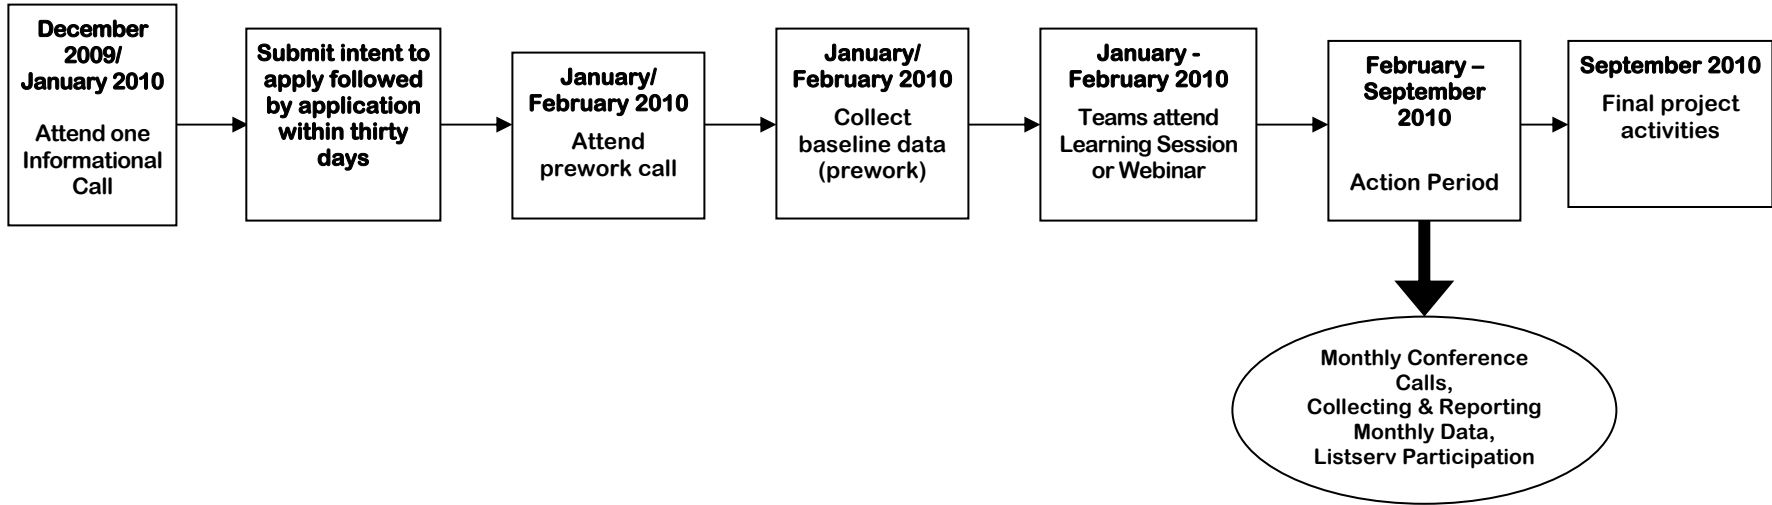 December
2009/
January 2010
Attend one
Informational
Call
Submit intent to
apply followed
by application
within thirty
days
January/
February 2010
Attend
prework call
January/
February 2010
Collect
baseline data
(prework)
January -
February 2010
Teams attend
Learning Session
or Webinar
February –
September
2010
Action Period
September 2010
Final project
activities
Monthly Conference
Calls,
Collecting & Reporting
Monthly Data,
Listserv Participation